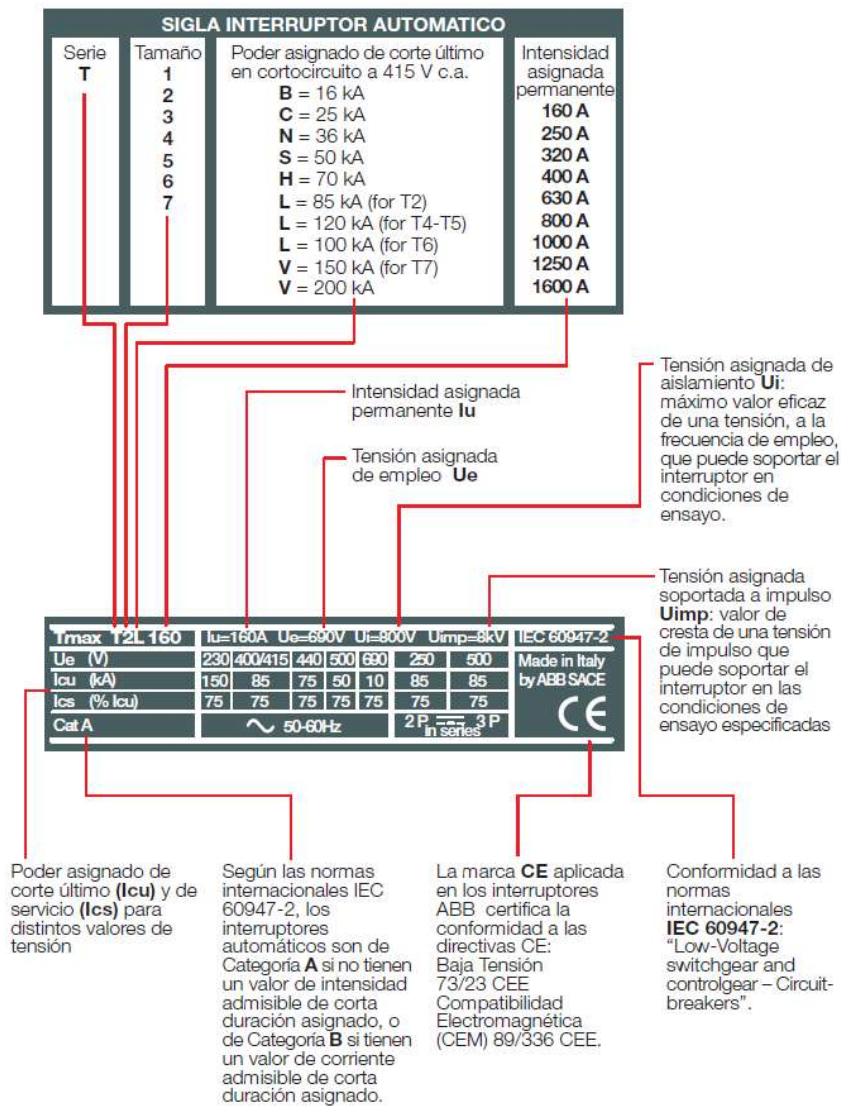 SIGLA INTERRUPTOR AUTOMATICO
Serie
T
Tamaño
1
2
3
4
5
6
7
Poder asignado de corte último
en cortocircuito a 415 V c.a.
B = 16 kA
C = 25 kA
N = 36 kA
S = 50 kA
H = 70 kA
L = 85 kA (for T2)
L = 120 kA (for T4-T5)
L = 100 kA (for T6)
V = 150 kA (for T7)
V = 200 kA
Intensidad
asignada
permanente
160 A
250 A
320 A
400 A
630 A
800 A
1000 A
1250 A
1600 A
Intensidad asignada
permanente Iu
Tensión asignada
de empleo Ue
Tensión asignada de
aislamiento Ui:
máximo valor eficaz
de una tensión, a la
frecuencia de empleo,
que puede soportar el
interruptor en
condiciones de
ensayo.
Tensión asignada
soportada a impulso
Uimp: valor de
cresta de una tensión
de impulso que
puede soportar el
interruptor en las
condiciones de
ensayo especificadas
Tmax T2L 160 Iu=160A Ue=690V Ui=800V Uimp=8kV IEC 60947-2
Ue (V) 230 400/415 440 500 690 250 500 Made in Italy
Icu (kA) 150 85 75 50 10 85 85 by ABB SACE
Ics (% Icu) 75 75 75 75 75 75 75
Cat A 50-60Hz 2 P 3 P CE
in series
Poder asignado de
corte último (Icu) y de
servicio (Ics) para
distintos valores de
tensión
Según las normas
internacionales IEC
60947-2, los
interruptores
automáticos son de
Categoría A si no tienen
un valor de intensidad
admisible de corta
duración asignado, o
de Categoría B si tienen
un valor de corriente
admisible de corta
duración asignado.
La marca CE aplicada
en los interruptores
ABB certifica la
conformidad a las
directivas CE:
Baja Tensión
73/23 CEE
Compatibilidad
Electromagnética
(CEM) 89/336 CEE.
Conformidad a las
normas
internacionales
IEC 60947-2:
“Low-Voltage
switchgear and
controlgear – Circuit-
breakers”.